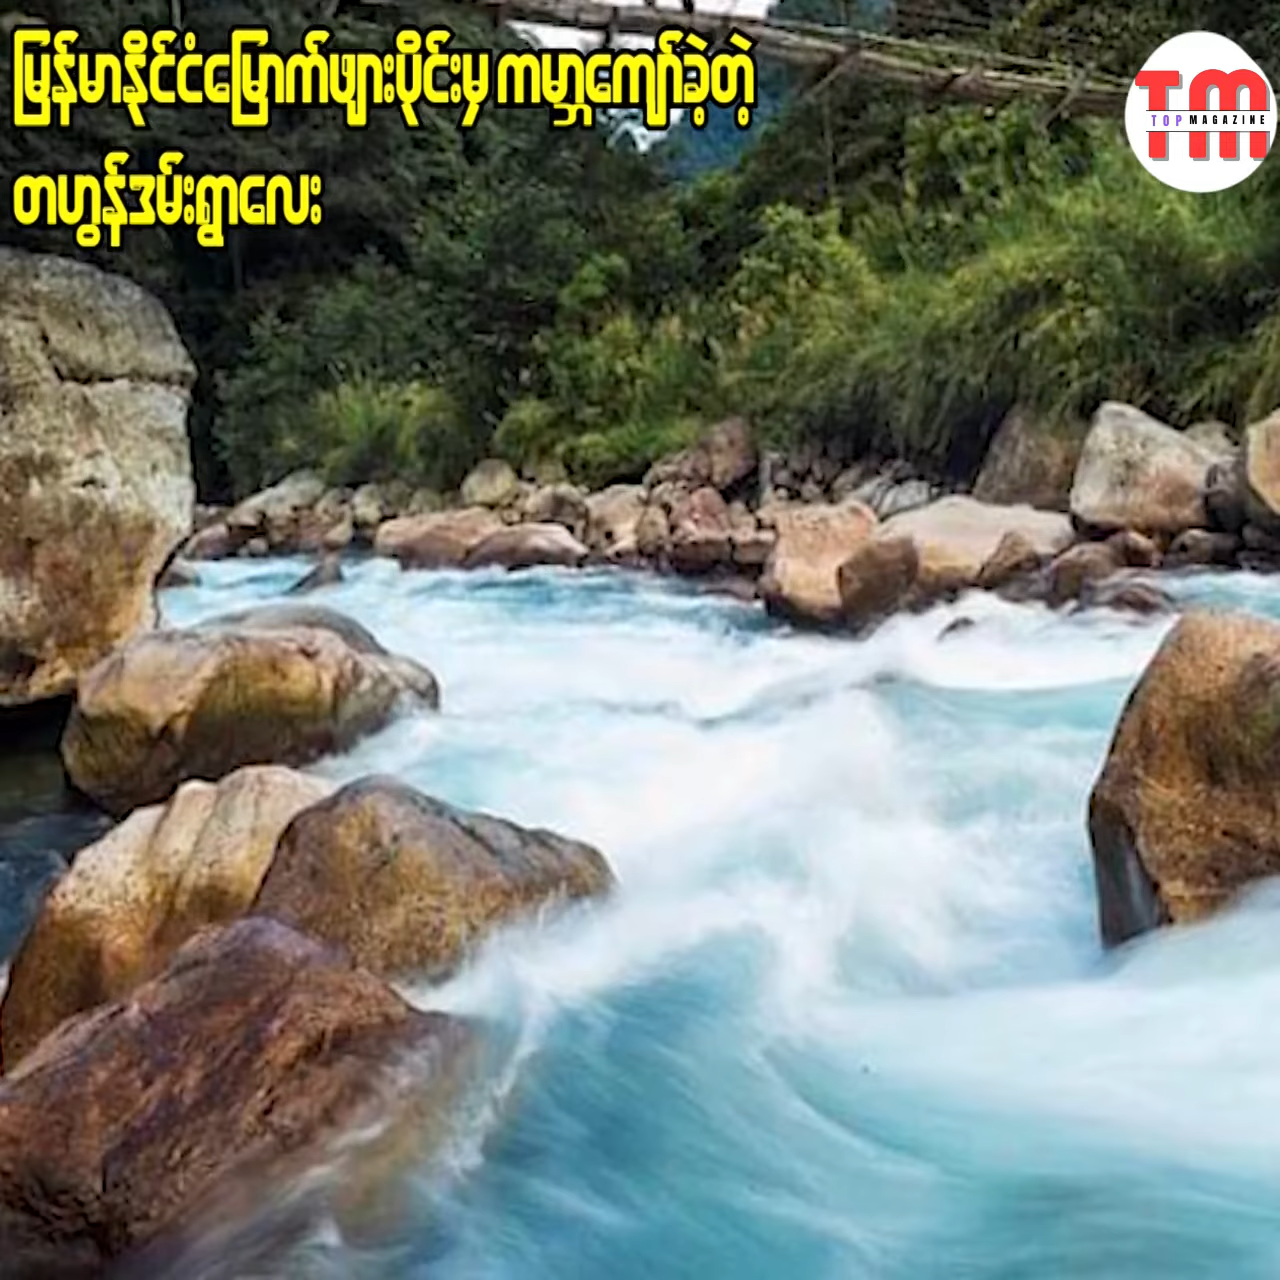 မြန်မာနိုင်ငံမြောက်ဖျားပိုင်းမှ ကမ္ဘာကျော်ခဲ့တဲ့
တဟွန်ဒမ်းရွာလေး
TM
TOP MAGAZINE